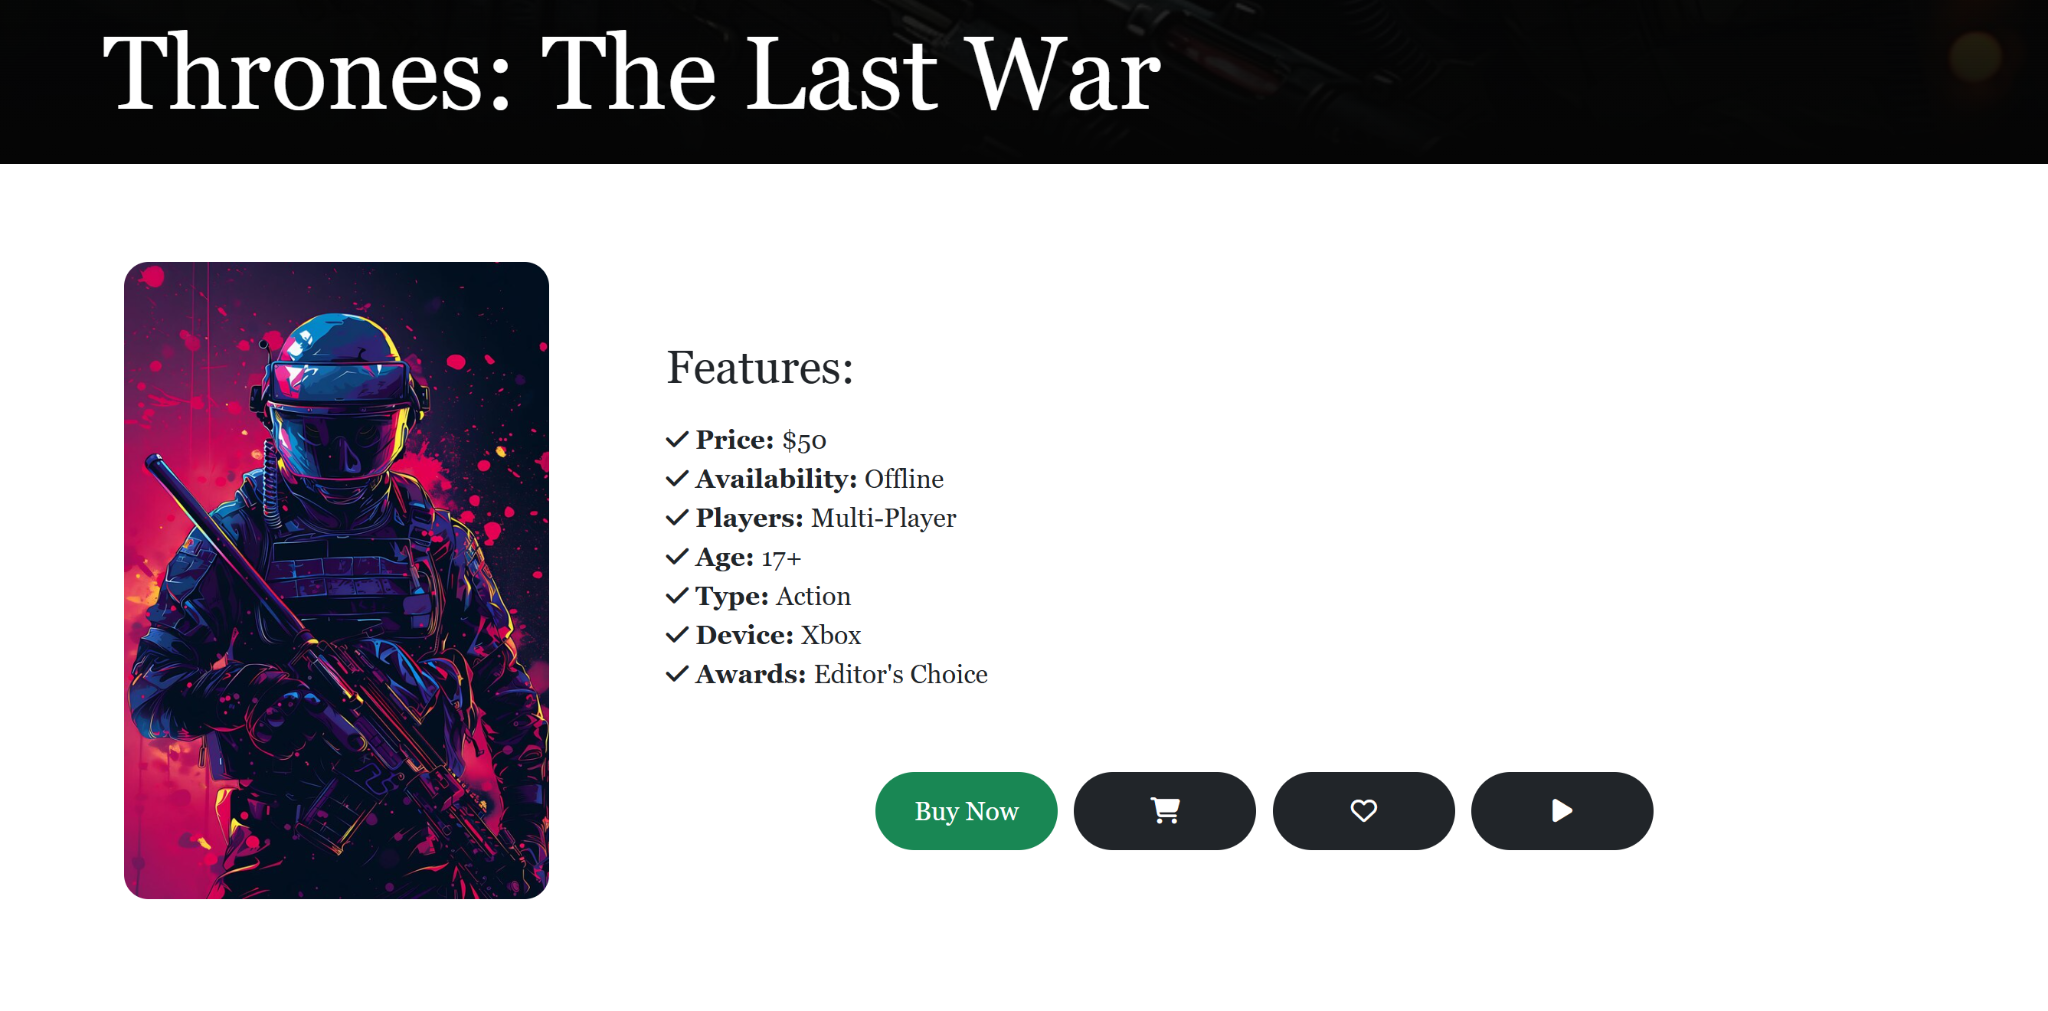 Thrones: The Last War
Features:
Price: $50
Availability: Offline
Players: Multi-Player
Age: 17+
Type: Action
Device: Xbox
Awards: Editor's Choice
Buy Now